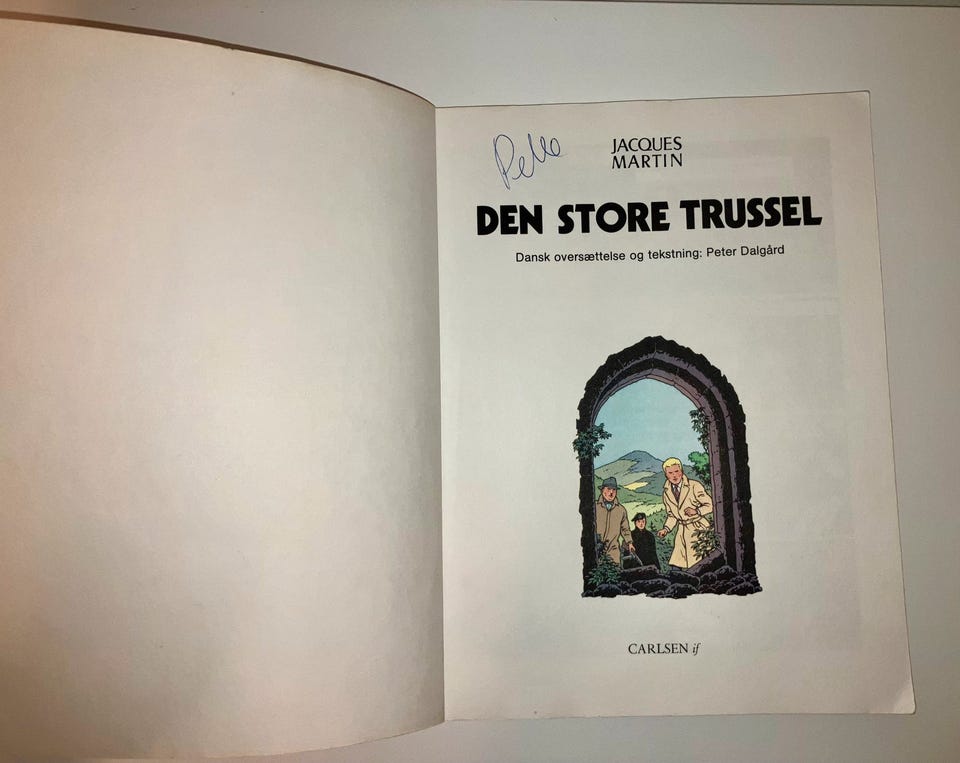 Pelle
JACQUES
MARTIN
DEN STORE TRUSSEL
Dansk oversættelse og tekstning: Peter Dalgård
CARLSEN if